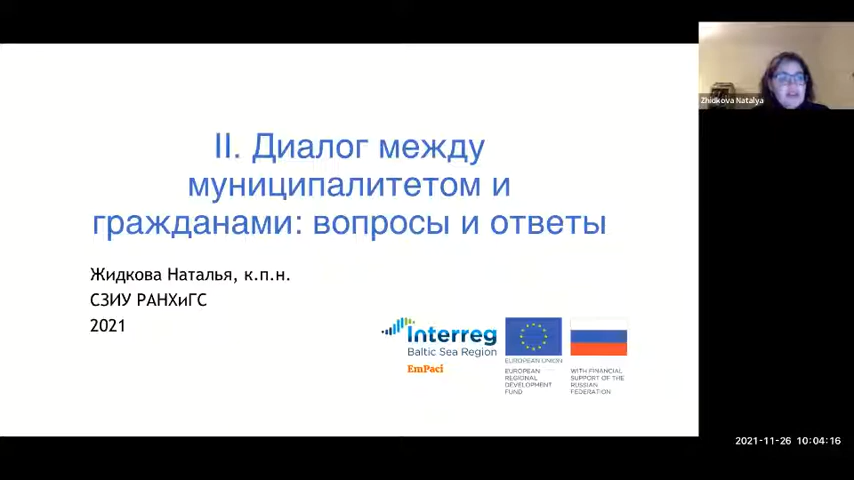 II. Диалог между
муниципалитетом и
гражданами: вопросы и ответы
Жидкова Наталья, к.п.н.
СЗИУ РАНХиГС
2021
Interreg
Baltic Sea Region
EmPaci
EUROPEAN UNION
EUROPEAN
REGIONAL
DEVELOPMENT
FUND
WITH FINANCIAL
SUPPORT OF THE
RUSSIAN
FEDERATION
Zhidkova Natalya
2021-11-26 10:04:16